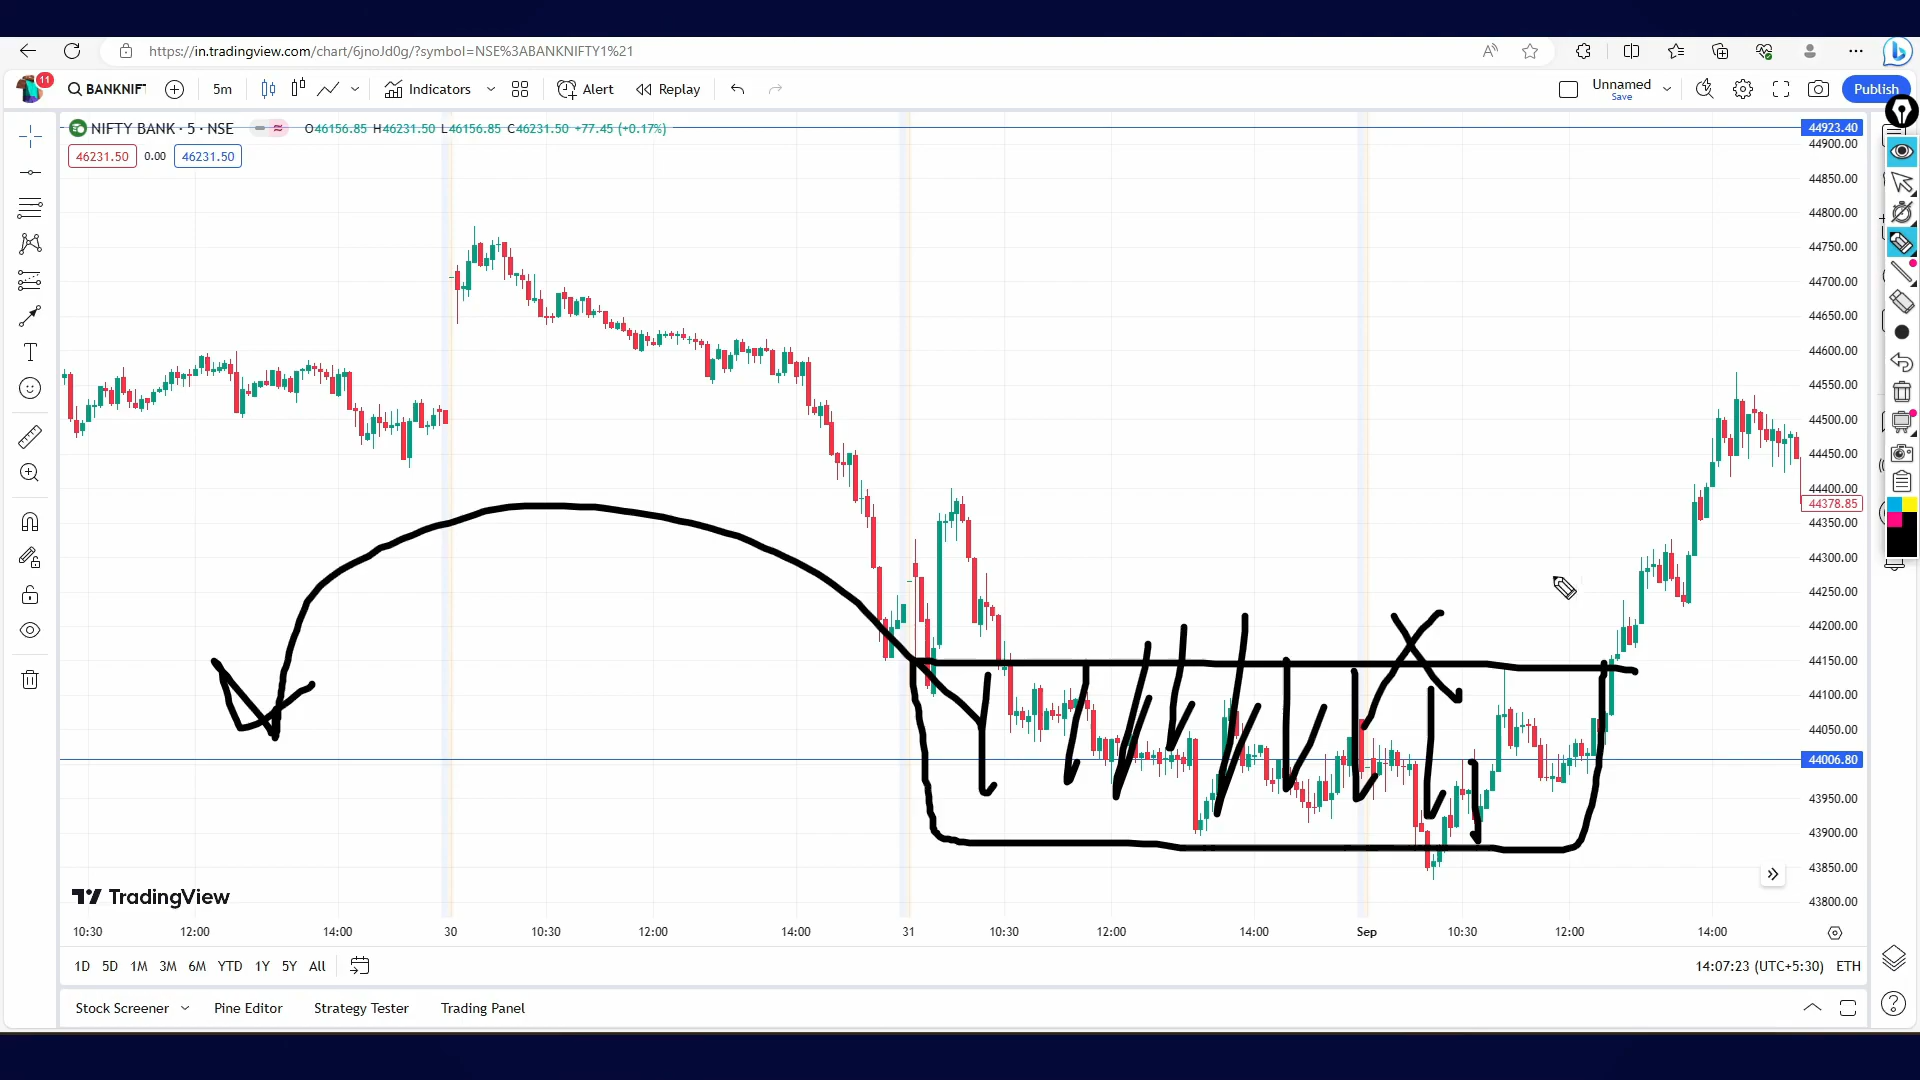 https://in.tradingview.com/chart/6jnoJd0g/?symbol=NSE%3ABANKNIFTY1%21
11
BANKNIFT
5m
Indicators
Alert
Replay
Unnamed
Save
Publish
NIFTY BANK · 5 · NSE
O46156.85 H46231.50 L46156.85 C46231.50 +77.45 (+0.17%)
46231.50 0.00 46231.50
44923.40
44900.00
44850.00
44800.00
44750.00
44700.00
44650.00
44600.00
44550.00
44500.00
44450.00
44400.00
44378.85
44350.00
44300.00
44250.00
44200.00
44150.00
44100.00
44050.00
44006.80
43950.00
43900.00
43850.00
43800.00
TradingView
10:30 12:00 14:00 30 10:30 12:00 14:00 31 10:30 12:00 14:00 Sep 10:30 12:00 14:00
1D 5D 1M 3M 6M YTD 1Y 5Y All
14:07:23 (UTC+5:30) ETH
Stock Screener Pine Editor Strategy Tester Trading Panel